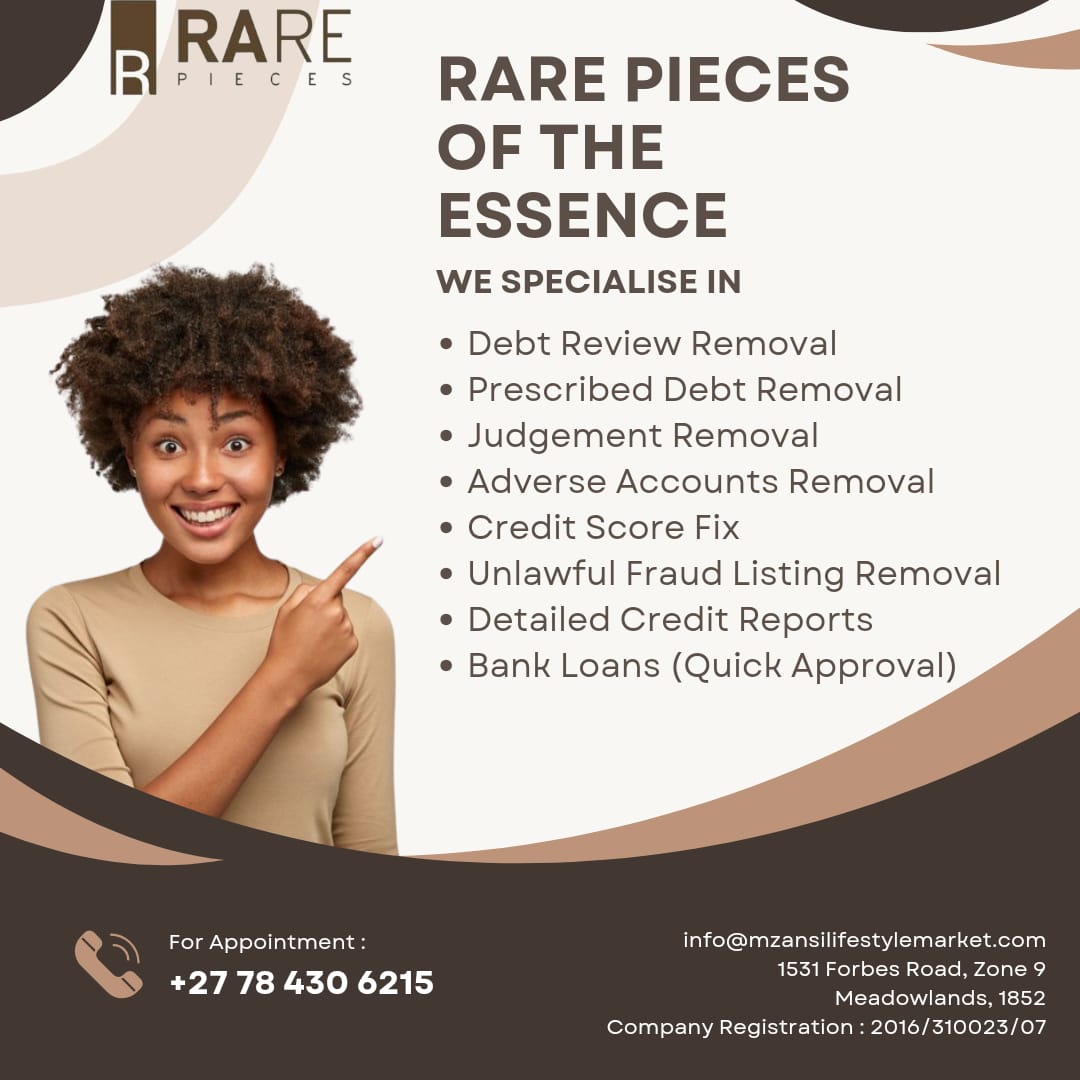 R RARE
PIECES
RARE PIECES
OF THE
ESSENCE
WE SPECIALISE IN
• Debt Review Removal
• Prescribed Debt Removal
• Judgement Removal
• Adverse Accounts Removal
• Credit Score Fix
• Unlawful Fraud Listing Removal
• Detailed Credit Reports
• Bank Loans (Quick Approval)
For Appointment :
+27 78 430 6215
info@mzansilifestylemarket.com
1531 Forbes Road, Zone 9
Meadowlands, 1852
Company Registration : 2016/310023/07